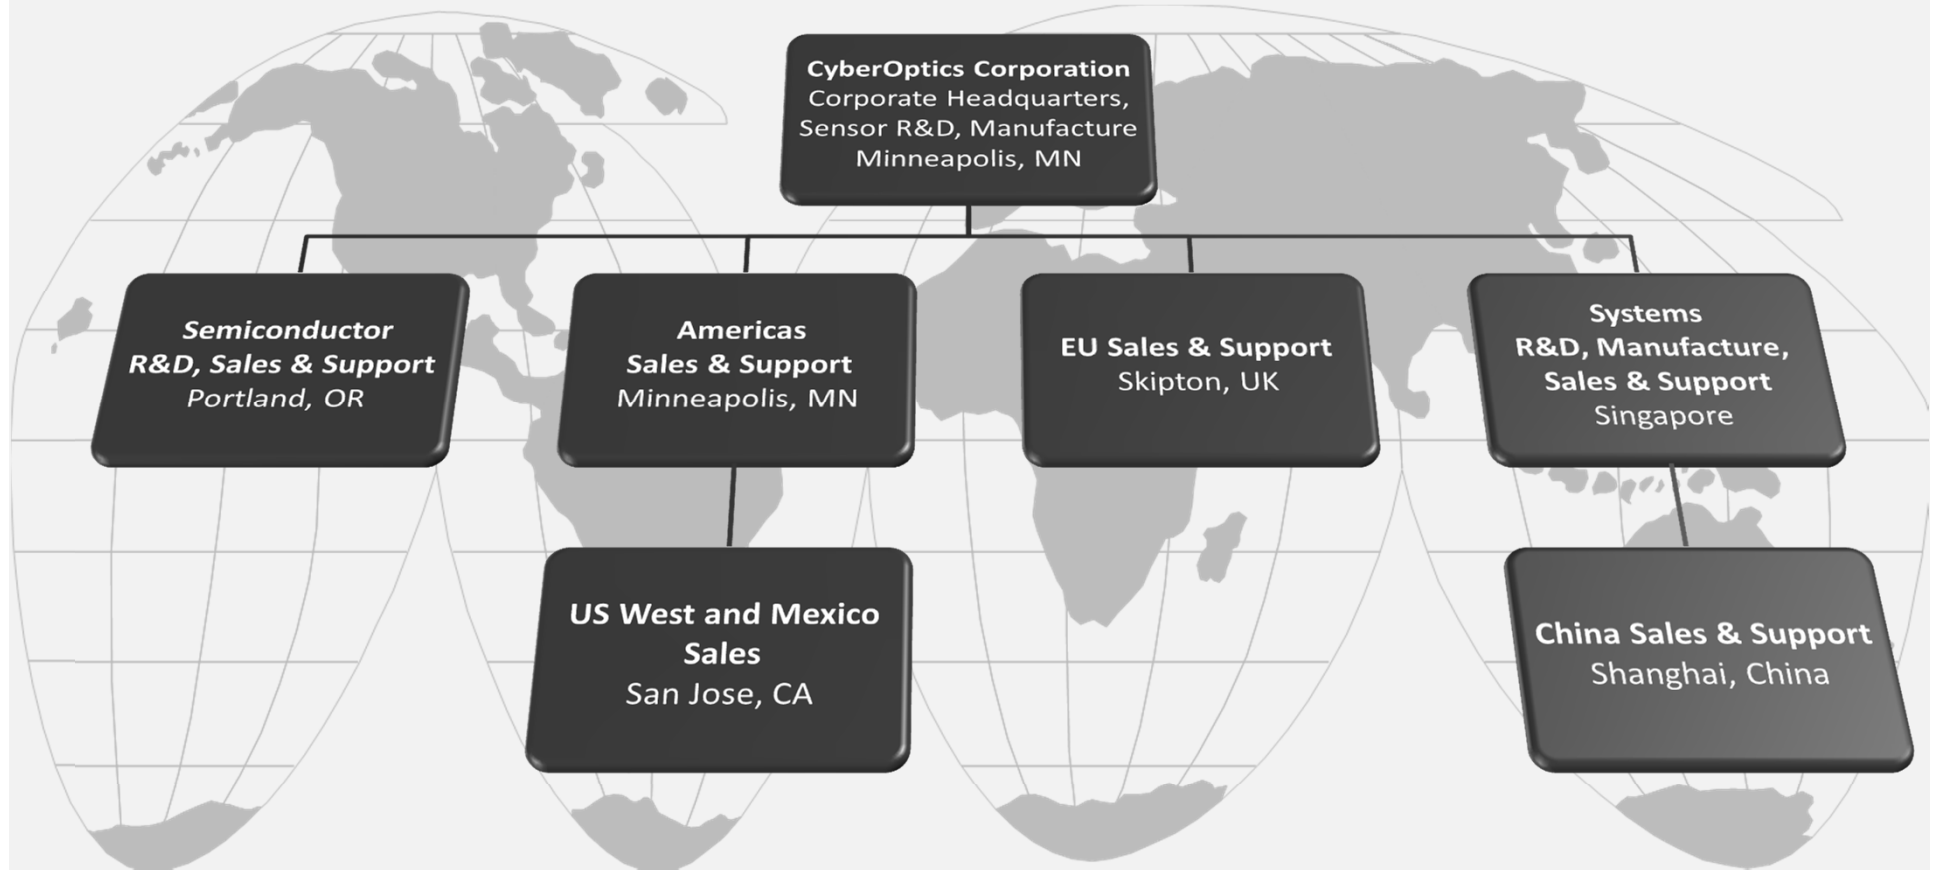 CyberOptics Corporation
Corporate Headquarters,
Sensor R&D, Manufacture
Minneapolis, MN
Semiconductor
R&D, Sales & Support
Portland, OR
Americas
Sales & Support
Minneapolis, MN
EU Sales & Support
Skipton, UK
Systems
R&D, Manufacture,
Sales & Support
Singapore
US West and Mexico
Sales
San Jose, CA
China Sales & Support
Shanghai, China